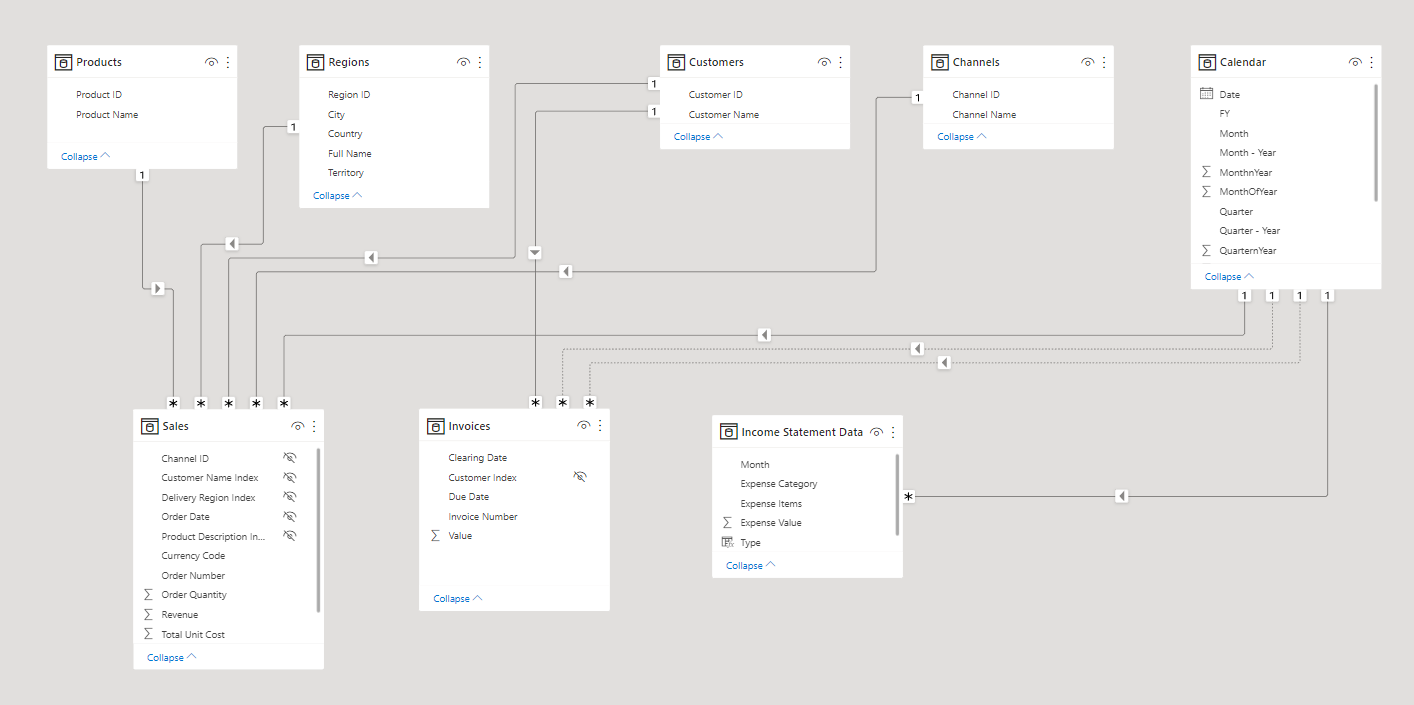 Products
Product ID
Product Name
Collapse
1
Regions
Region ID
City
Country
Full Name
Territory
Collapse
1
Customers
Customer ID
Customer Name
Collapse
1
1
Channels
Channel ID
Channel Name
Collapse
1
Calendar
Date
FY
Month
Month - Year
MonthnYear
MonthOfYear
Quarter
Quarter - Year
QuarternYear
Collapse
1 1 1 1
* * * * *
Sales
Channel ID
Customer Name Index
Delivery Region Index
Order Date
Product Description In...
Currency Code
Order Number
Σ Order Quantity
Σ Revenue
Σ Total Unit Cost
Collapse
* * *
Invoices
Clearing Date
Customer Index
Due Date
Invoice Number
Σ Value
Collapse
Income Statement Data
Month
Expense Category
Expense Items
Σ Expense Value
Type
Collapse
*